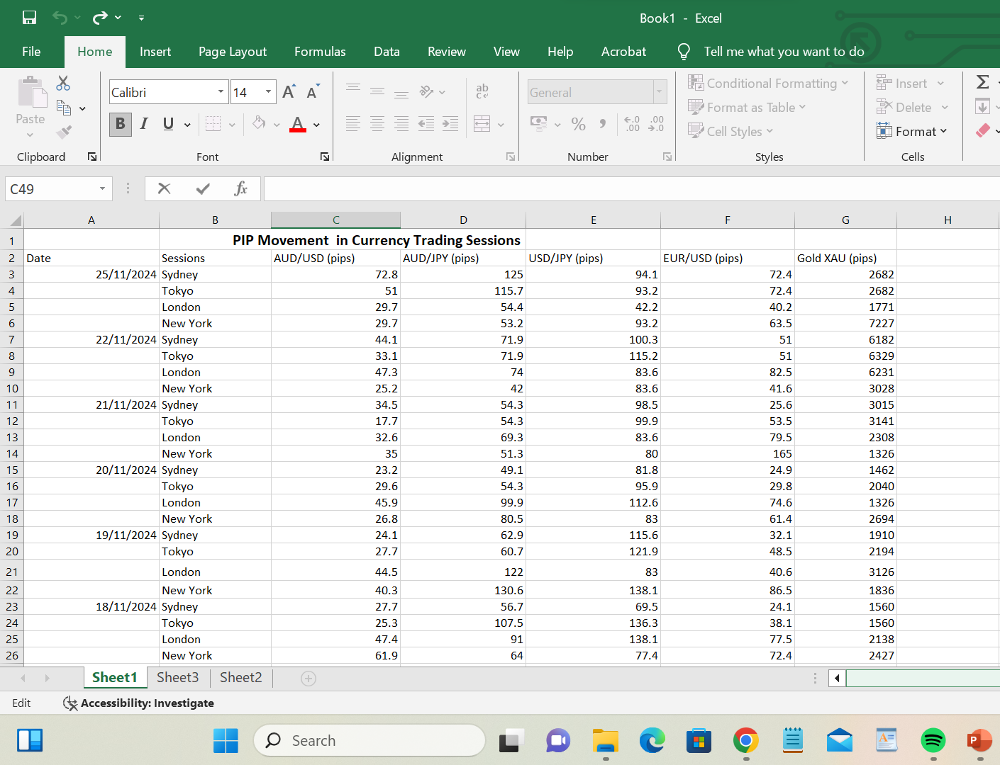 Book1 - Excel
File Home Insert Page Layout Formulas Data Review View Help Acrobat Tell me what you want to do
Paste
Calibri 14 A A
B I U A
ab c
General
% , .00 .00
Conditional Formatting
Format as Table
Cell Styles
Insert
Delete
Format
Σ
Clipboard Font Alignment Number Styles Cells
C49 fx
A B C D E F G H
1 PIP Movement in Currency Trading Sessions
2 Date Sessions AUD/USD (pips) AUD/JPY (pips) USD/JPY (pips) EUR/USD (pips) Gold XAU (pips)
3 25/11/2024 Sydney 72.8 125 94.1 72.4 2682
4 Tokyo 51 115.7 93.2 72.4 2682
5 London 29.7 54.4 42.2 40.2 1771
6 New York 29.7 53.2 93.2 63.5 7227
7 22/11/2024 Sydney 44.1 71.9 100.3 51 6182
8 Tokyo 33.1 71.9 115.2 51 6329
9 London 47.3 74 83.6 82.5 6231
10 New York 25.2 42 83.6 41.6 3028
11 21/11/2024 Sydney 34.5 54.3 98.5 25.6 3015
12 Tokyo 17.7 54.3 99.9 53.5 3141
13 London 32.6 69.3 83.6 79.5 2308
14 New York 35 51.3 80 165 1326
15 20/11/2024 Sydney 23.2 49.1 81.8 24.9 1462
16 Tokyo 29.6 54.3 95.9 29.8 2040
17 London 45.9 99.9 112.6 74.6 1326
18 New York 26.8 80.5 83 61.4 2694
19 19/11/2024 Sydney 24.1 62.9 115.6 32.1 1910
20 Tokyo 27.7 60.7 121.9 48.5 2194
21 London 44.5 122 83 40.6 3126
22 New York 40.3 130.6 138.1 86.5 1836
23 18/11/2024 Sydney 27.7 56.7 69.5 24.1 1560
24 Tokyo 25.3 107.5 136.3 38.1 1560
25 London 47.4 91 138.1 77.5 2138
26 New York 61.9 64 77.4 72.4 2427
Sheet1 Sheet3 Sheet2
Edit Accessibility: Investigate
Search